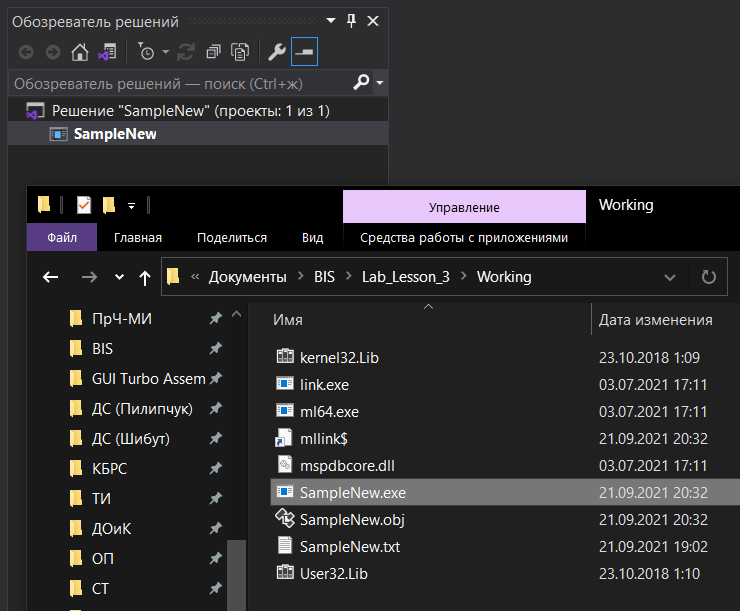 Обозреватель решений
Обозреватель решений — поиск (Ctrl+ж)
Решение "SampleNew" (проекты: 1 из 1)
SampleNew
Управление
Working
Файл
Главная
Поделиться
Вид
Средства работы с приложениями
« Документы > BIS > Lab_Lesson_3 > Working
ПрЧ-МИ
BIS
GUI Turbo Assem
ДС (Пилипчук)
ДС (Шибут)
КБРС
ТИ
ДОиК
ОП
СТ
Имя Дата изменения
kernel32.Lib 23.10.2018 1:09
link.exe 03.07.2021 17:11
ml64.exe 03.07.2021 17:11
mllink$ 21.09.2021 20:32
mspdbcore.dll 03.07.2021 17:11
SampleNew.exe 21.09.2021 20:32
SampleNew.obj 21.09.2021 20:32
SampleNew.txt 21.09.2021 19:02
User32.Lib 23.10.2018 1:10